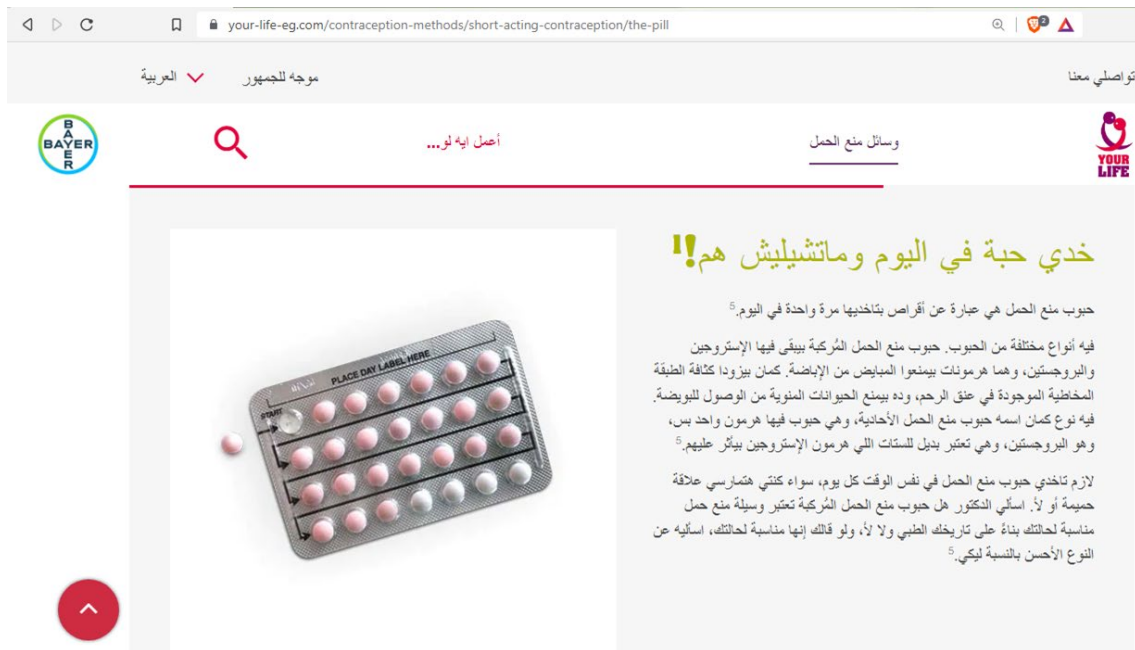 your-life-eg.com/contraception-methods/short-acting-contraception/the-pill
2
تواصلي معنا
موجه للجمهور
العربية
YOUR
LIFE
وسائل منع الحمل
أعمل ايه لو...
BAYER
BAYER
خدي حبة في اليوم وماتشيليش هم!¹
حبوب منع الحمل هي عبارة عن أقراص بتاخديها مرة واحدة في اليوم.⁵
فيه أنواع مختلفة من الحبوب. حبوب منع الحمل المُركبة بيبقى فيها الإستروجين
والبروجستين، وهما هرمونات بيمنعوا المبايض من الإباضة. كمان بيزودا كثافة الطبقة
المخاطية الموجودة في عنق الرحم، وده بيمنع الحيوانات المنوية من الوصول للبويضة.
فيه نوع كمان اسمه حبوب منع الحمل الأحادية، وهي حبوب فيها هرمون واحد بس،
وهو البروجستين، وهي تعتبر بديل للستات اللي هرمون الإستروجين بيأثر عليهم.⁵
لازم تاخدي حبوب منع الحمل في نفس الوقت كل يوم، سواء كنتي هتمارسي علاقة
حميمة أو لأ. اسألي الدكتور هل حبوب منع الحمل المُركبة تعتبر وسيلة منع حمل
مناسبة لحالتك بناءً على تاريخك الطبي ولا لأ، ولو قالك إنها مناسبة لحالتك، اسأليه عن
النوع الأحسن بالنسبة ليكي.⁵
PLACE DAY LABEL HERE
START